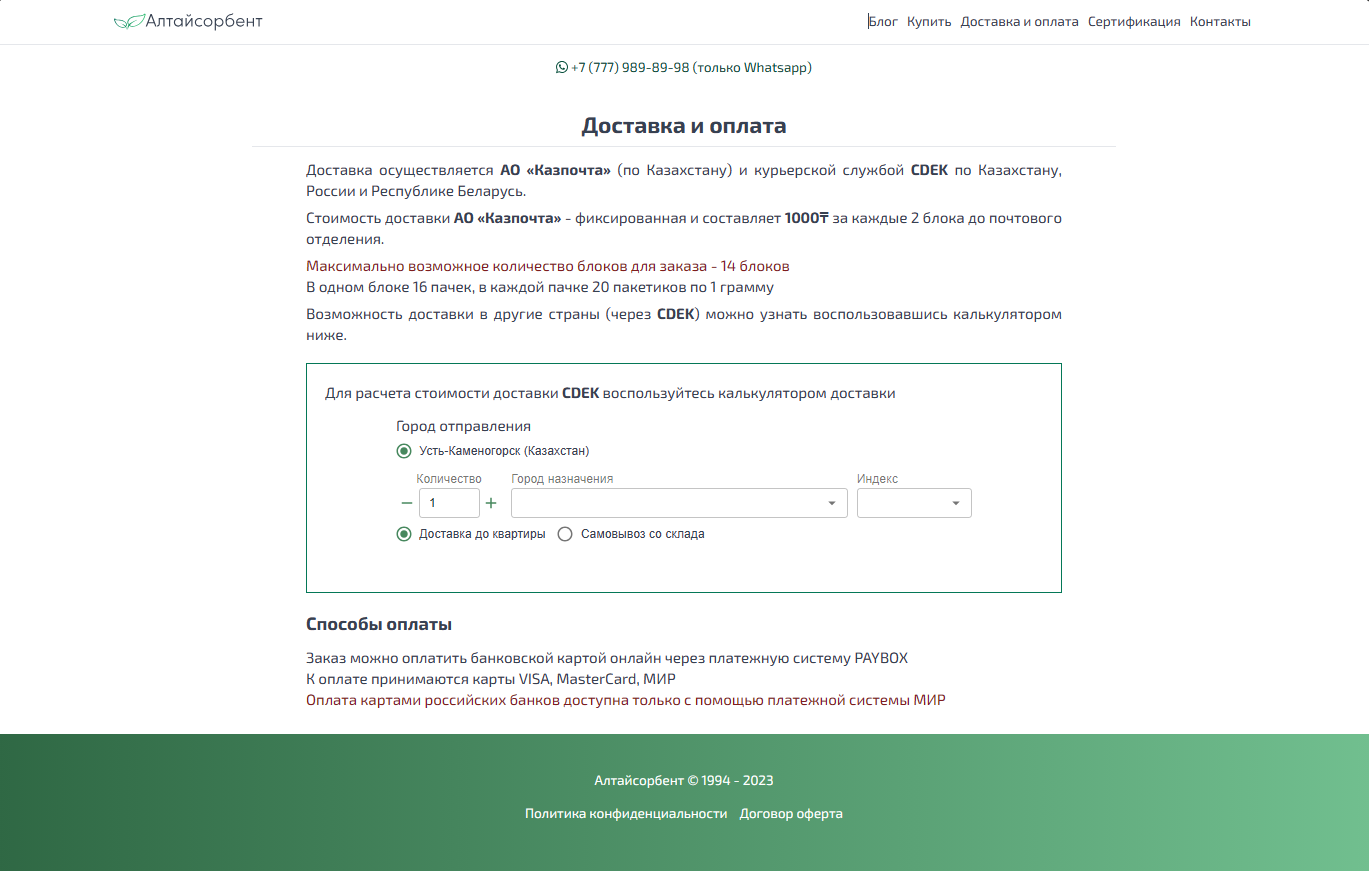 Алтайсорбент
Блог Купить Доставка и оплата Сертификация Контакты
+7 (777) 989-89-98 (только Whatsapp)
Доставка и оплата
Доставка осуществляется АО «Казпочта» (по Казахстану) и курьерской службой CDEK по Казахстану,
России и Республике Беларусь.
Стоимость доставки АО «Казпочта» - фиксированная и составляет 1000₸ за каждые 2 блока до почтового
отделения.
Максимально возможное количество блоков для заказа - 14 блоков
В одном блоке 16 пачек, в каждой пачке 20 пакетиков по 1 грамму
Возможность доставки в другие страны (через CDEK) можно узнать воспользовавшись калькулятором
ниже.
Для расчета стоимости доставки CDEK воспользуйтесь калькулятором доставки
Город отправления
Усть-Каменогорск (Казахстан)
Количество Город назначения Индекс
− 1 +
Доставка до квартиры Самовывоз со склада
Способы оплаты
Заказ можно оплатить банковской картой онлайн через платежную систему PAYBOX
К оплате принимаются карты VISA, MasterCard, МИР
Оплата картами российских банков доступна только с помощью платежной системы МИР
Алтайсорбент © 1994 - 2023
Политика конфиденциальности Договор оферта